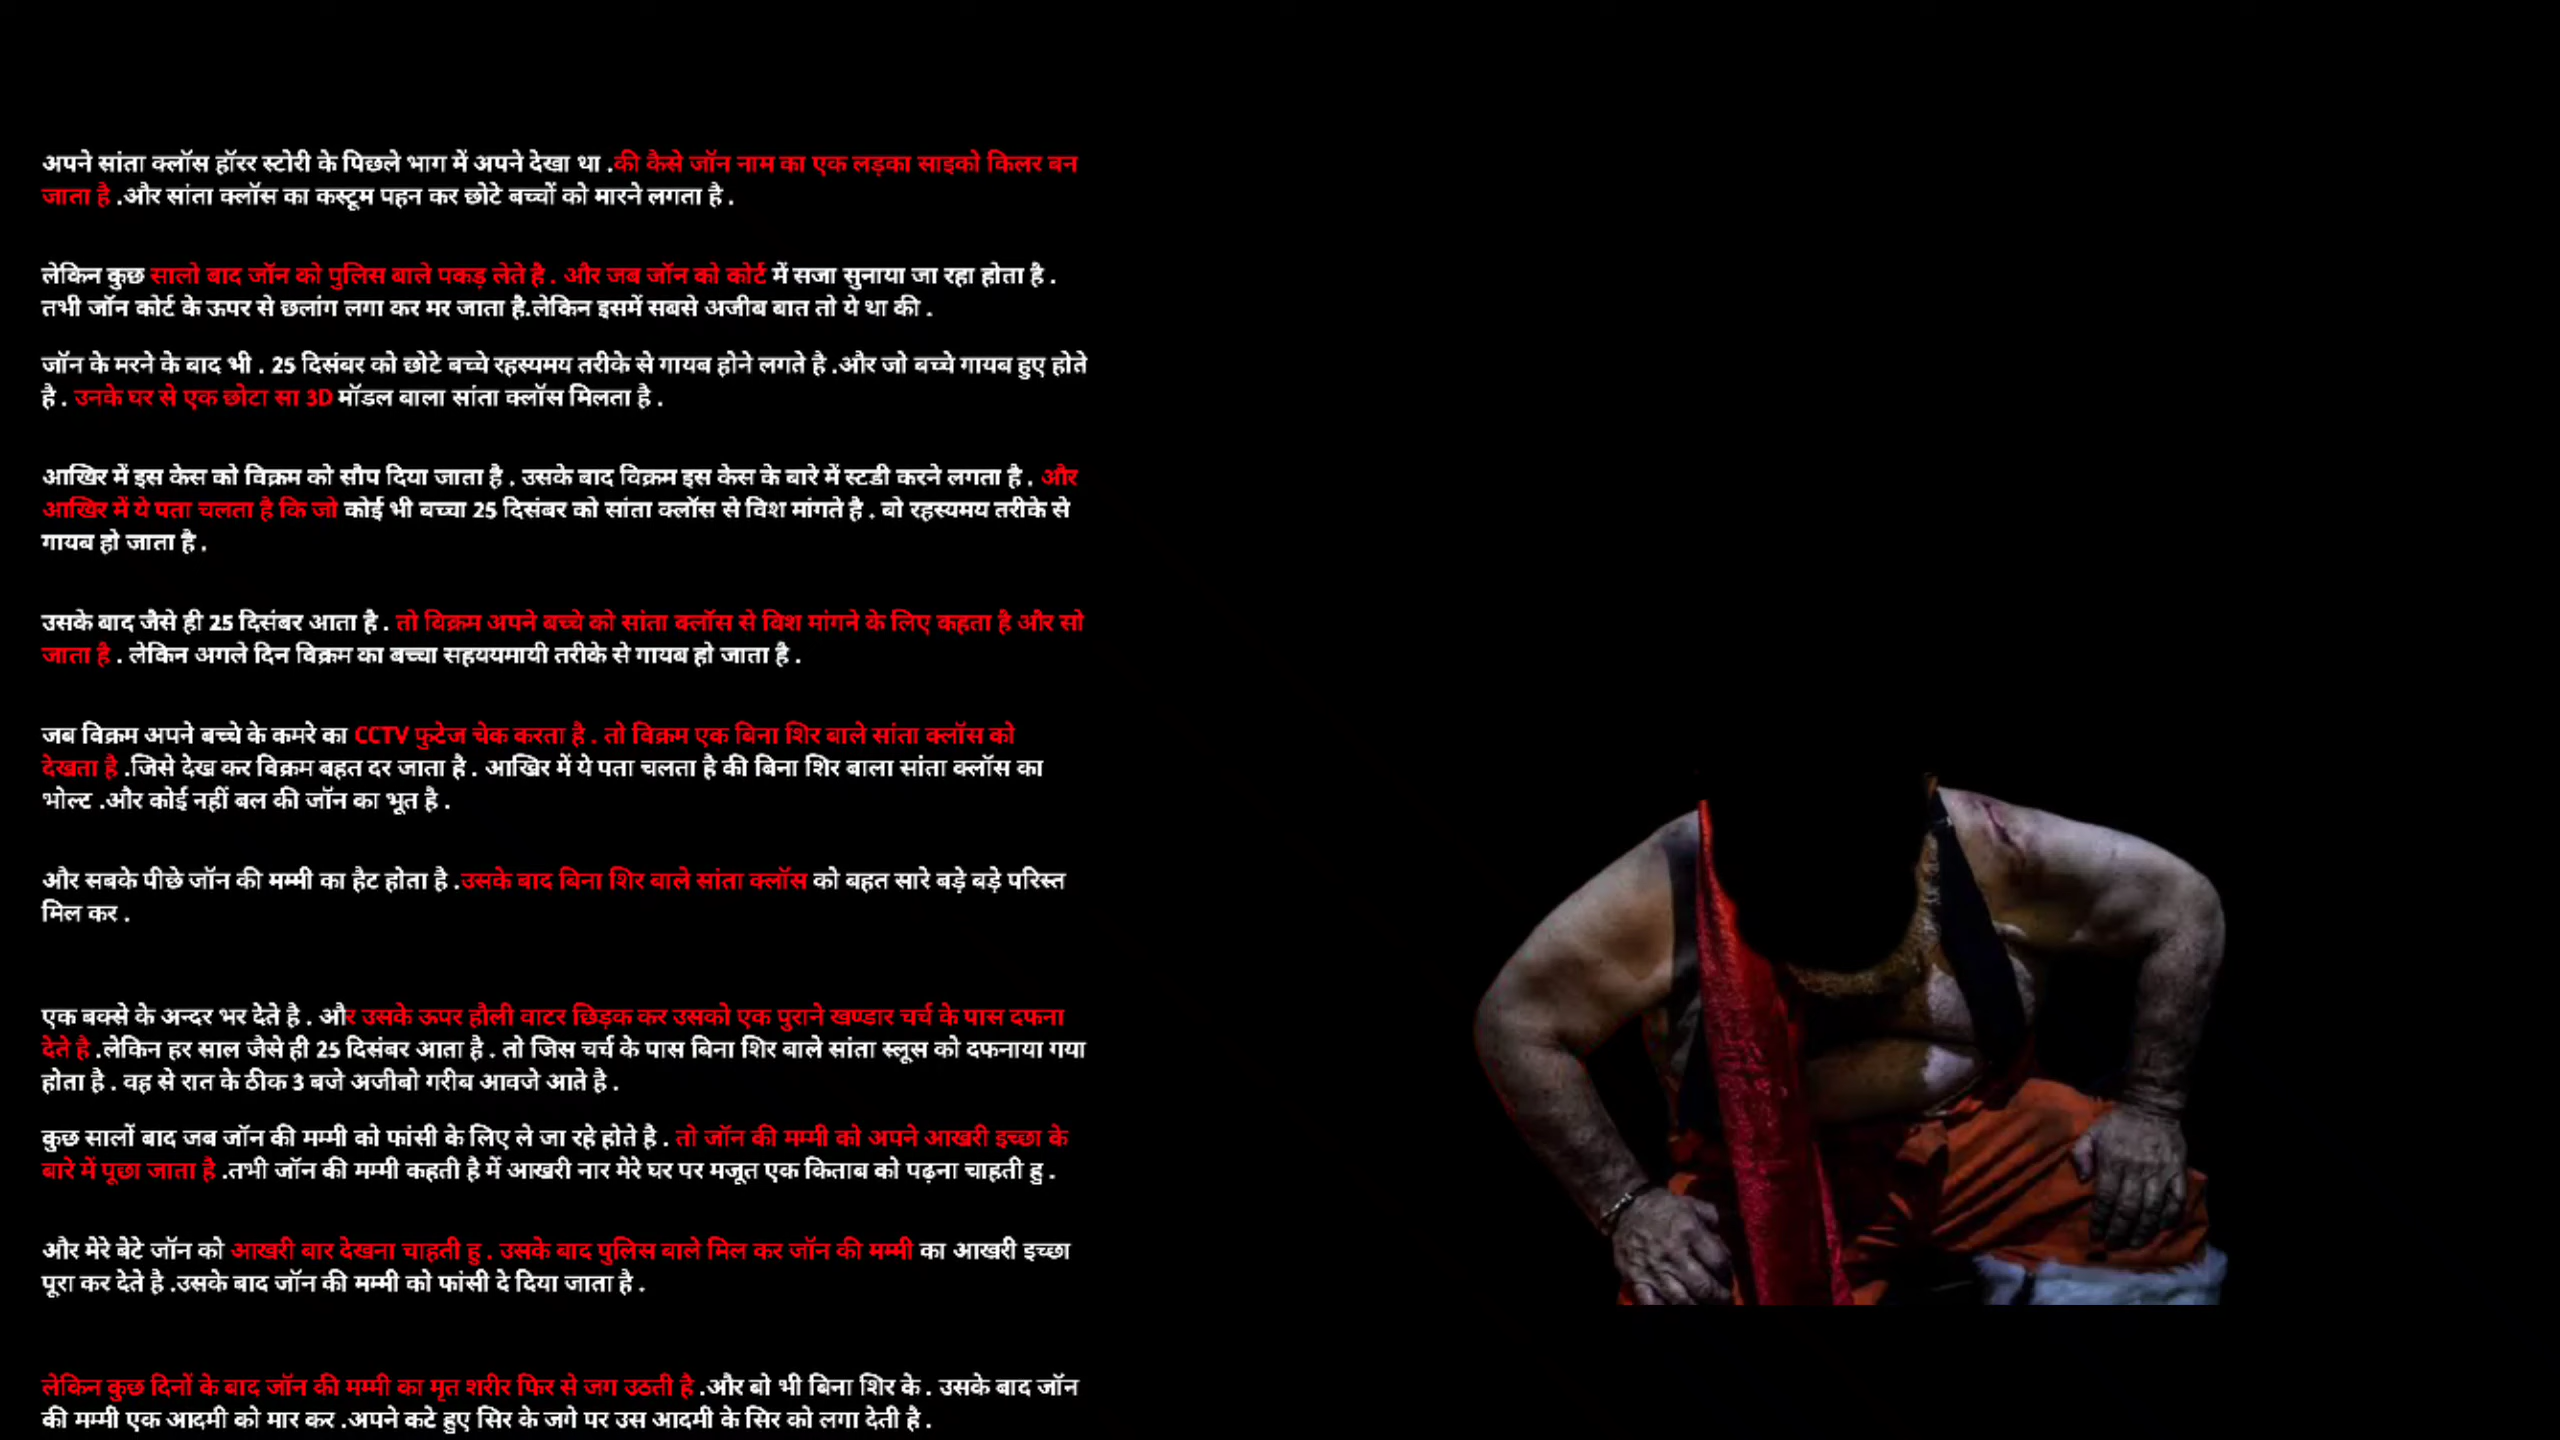 अपने सांता क्लॉस हॉरर स्टोरी के पिछले भाग में अपने देखा था .की कैसे जॉन नाम का एक लड़का साइको किलर बन
जाता है .और सांता क्लॉस का कस्टूम पहन कर छोटे बच्चों को मारने लगता है .
लेकिन कुछ सालो बाद जॉन को पुलिस बाले पकड़ लेते है . और जब जॉन को कोर्ट में सजा सुनाया जा रहा होता है .
तभी जॉन कोर्ट के ऊपर से छलांग लगा कर मर जाता है.लेकिन इसमें सबसे अजीब बात तो ये था की .
जॉन के मरने के बाद भी . 25 दिसंबर को छोटे बच्चे रहस्यमय तरीके से गायब होने लगते है .और जो बच्चे गायब हुए होते
है . उनके घर से एक छोटा सा 3D मॉडल बाला सांता क्लॉस मिलता है .
आखिर में इस केस को विक्रम को सौप दिया जाता है . उसके बाद विक्रम इस केस के बारे में स्टडी करने लगता है . और
आखिर में ये पता चलता है कि जो कोई भी बच्चा 25 दिसंबर को सांता क्लॉस से विश मांगते है . बो रहस्यमय तरीके से
गायब हो जाता है .
उसके बाद जैसे ही 25 दिसंबर आता है . तो विक्रम अपने बच्चे को सांता क्लॉस से विश मांगने के लिए कहता है और सो
जाता है . लेकिन अगले दिन विक्रम का बच्चा सहययमायी तरीके से गायब हो जाता है .
जब विक्रम अपने बच्चे के कमरे का CCTV फुटेज चेक करता है . तो विक्रम एक बिना शिर बाले सांता क्लॉस को
देखता है .जिसे देख कर विक्रम बहत दर जाता है . आखिर में ये पता चलता है की बिना शिर बाला सांता क्लॉस का
भोल्ट .और कोई नहीं बल की जॉन का भूत है .
और सबके पीछे जॉन की मम्मी का हैट होता है .उसके बाद बिना शिर बाले सांता क्लॉस को बहत सारे बड़े बड़े परिस्त
मिल कर .
एक बक्से के अन्दर भर देते है . और उसके ऊपर हौली वाटर छिड़क कर उसको एक पुराने खण्डार चर्च के पास दफना
देते है .लेकिन हर साल जैसे ही 25 दिसंबर आता है . तो जिस चर्च के पास बिना शिर बाले सांता स्लूस को दफनाया गया
होता है . वह से रात के ठीक 3 बजे अजीबो गरीब आवजे आते है .
कुछ सालों बाद जब जॉन की मम्मी को फांसी के लिए ले जा रहे होते है . तो जॉन की मम्मी को अपने आखरी इच्छा के
बारे में पूछा जाता है .तभी जॉन की मम्मी कहती है में आखरी नार मेरे घर पर मजूत एक किताब को पढ़ना चाहती हु .
और मेरे बेटे जॉन को आखरी बार देखना चाहती हु . उसके बाद पुलिस बाले मिल कर जॉन की मम्मी का आखरी इच्छा
पूरा कर देते है .उसके बाद जॉन की मम्मी को फांसी दे दिया जाता है .
लेकिन कुछ दिनों के बाद जॉन की मम्मी का मृत शरीर फिर से जग उठती है .और बो भी बिना शिर के . उसके बाद जॉन
की मम्मी एक आदमी को मार कर .अपने कटे हुए सिर के जगे पर उस आदमी के सिर को लगा देती है .